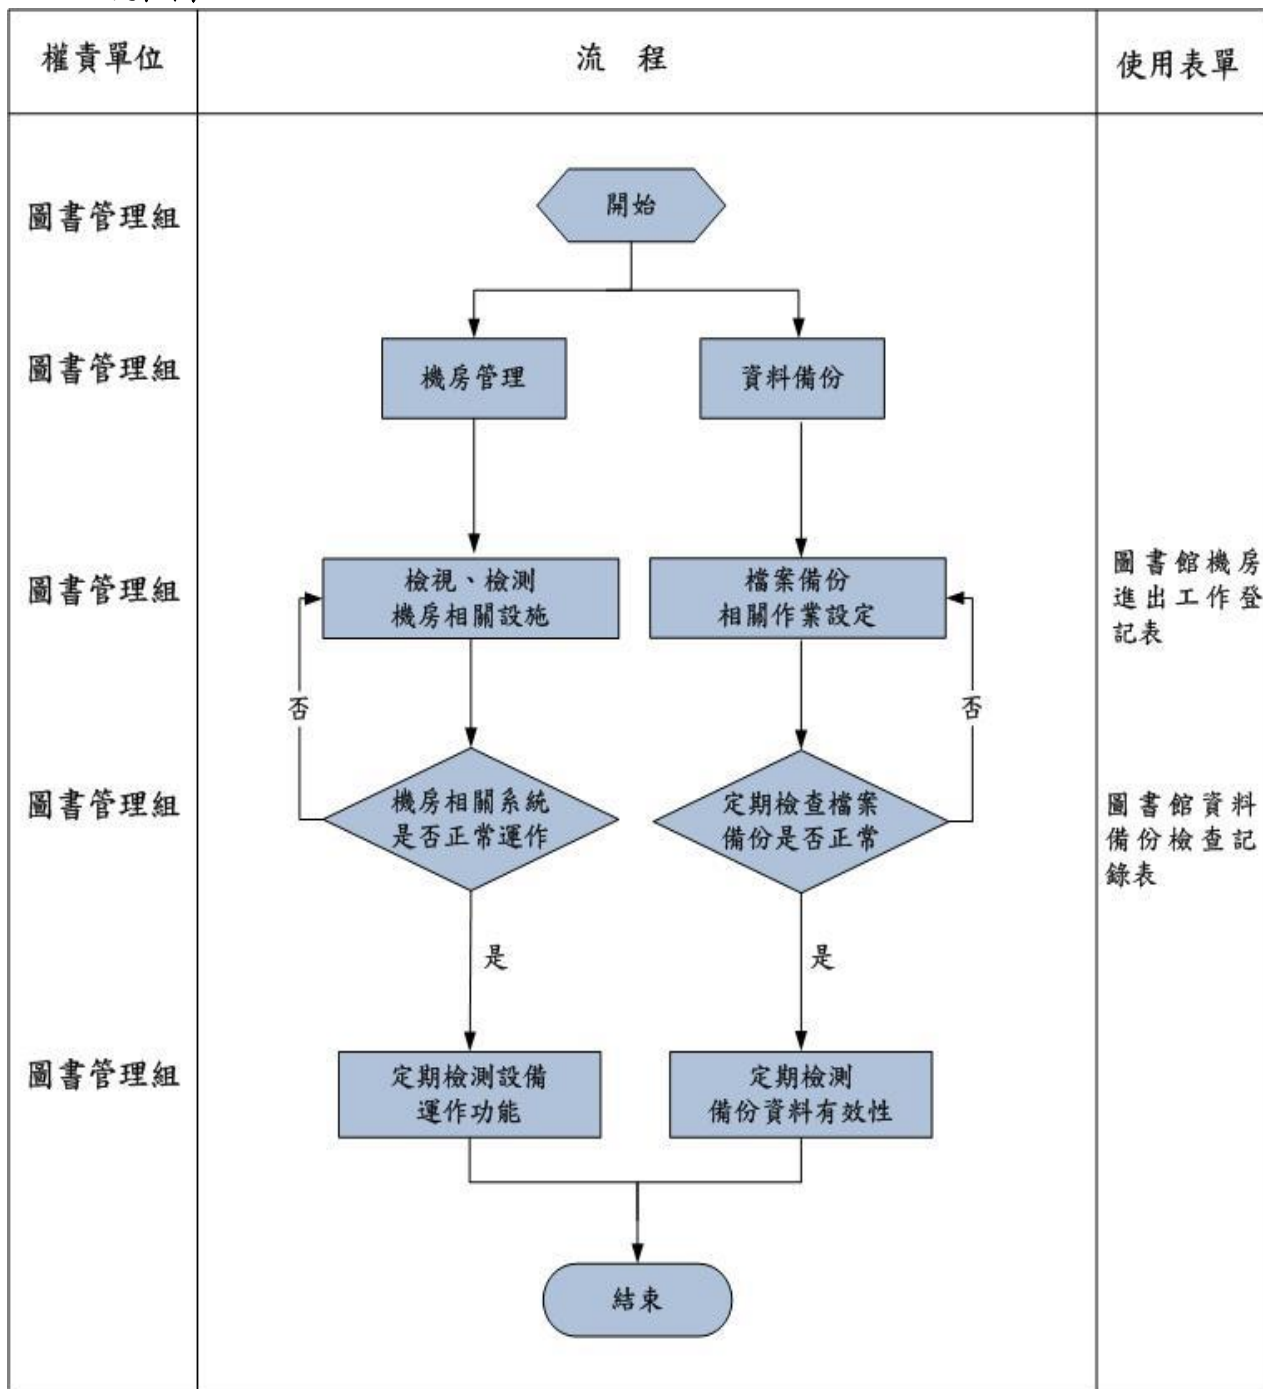 權責單位
流 程
使用表單
圖書管理組
開始
圖書管理組
機房管理
資料備份
圖書管理組
檢視、檢測
機房相關設施
檔案備份
相關作業設定
圖書館機房
進出工作登
記表
否
否
圖書管理組
機房相關系統
是否正常運作
定期檢查檔案
備份是否正常
圖書館資料
備份檢查記
錄表
是
是
圖書管理組
定期檢測設備
運作功能
定期檢測
備份資料有效性
結束